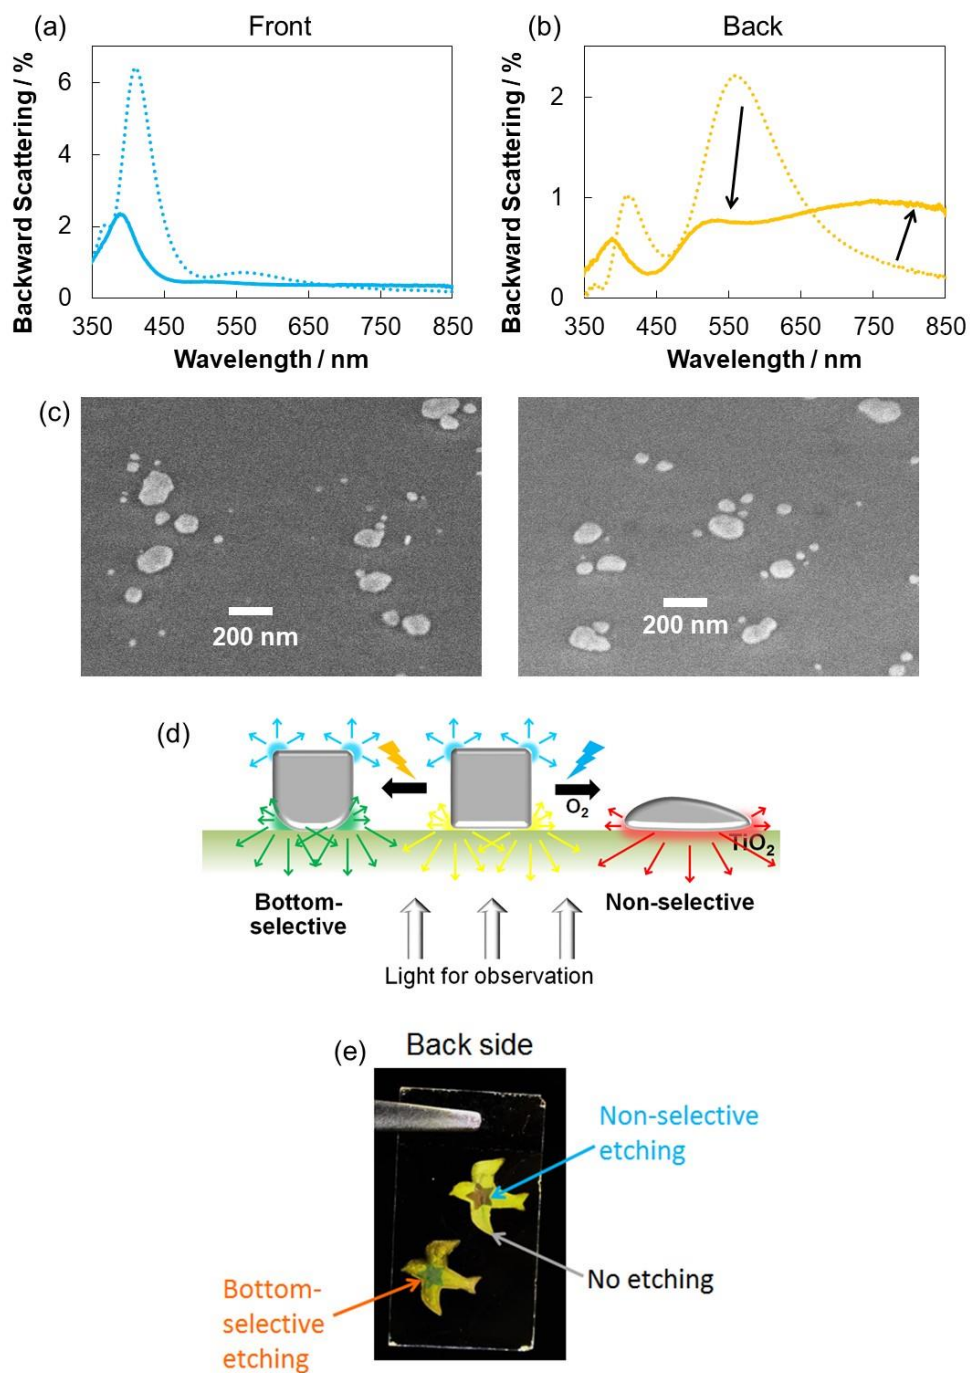 (a)
Front
Backward Scattering / %
6
4
2
0
350 450 550 650 750 850
Wavelength / nm
(b)
Back
Backward Scattering / %
2
1
0
350 450 550 650 750 850
Wavelength / nm
(c)
200 nm
200 nm
(d)
O2
TiO2
Bottom-
selective
Non-selective
Light for observation
(e)
Back side
Non-selective
etching
No etching
Bottom-
selective
etching